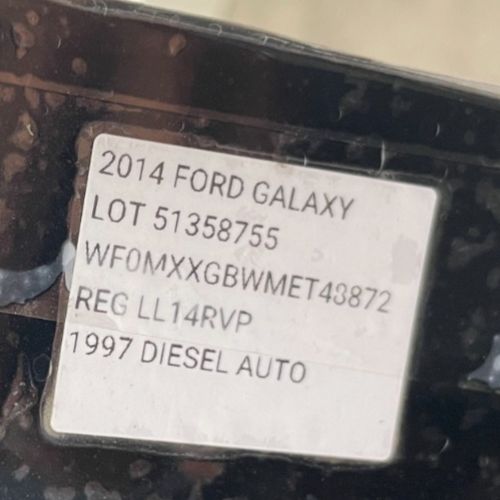 2014 FORD GALAXY
LOT 51358755
WF0MXXGBWMET43872
REG LL14RVP
1997 DIESEL AUTO